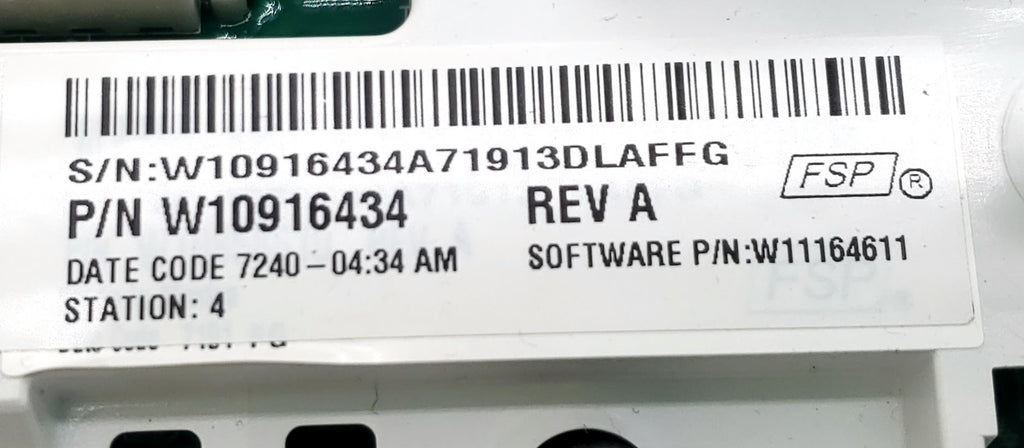 S/N:W10916434A71913DLAFFG
P/N W10916434 REV A FSP ®
DATE CODE 7240-04:34 AM SOFTWARE P/N:W11164611
STATION: 4